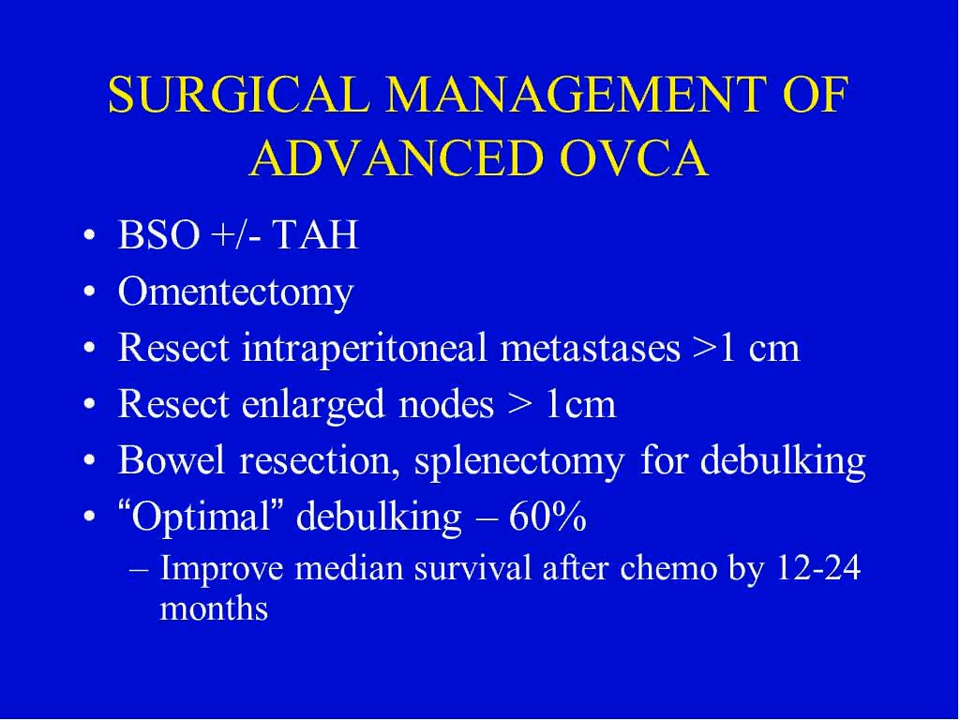 SURGICAL MANAGEMENT OF
ADVANCED OVCA
• BSO +/- TAH
• Omentectomy
• Resect intraperitoneal metastases >1 cm
• Resect enlarged nodes > 1cm
• Bowel resection, splenectomy for debulking
• “Optimal” debulking – 60%
– Improve median survival after chemo by 12-24
months